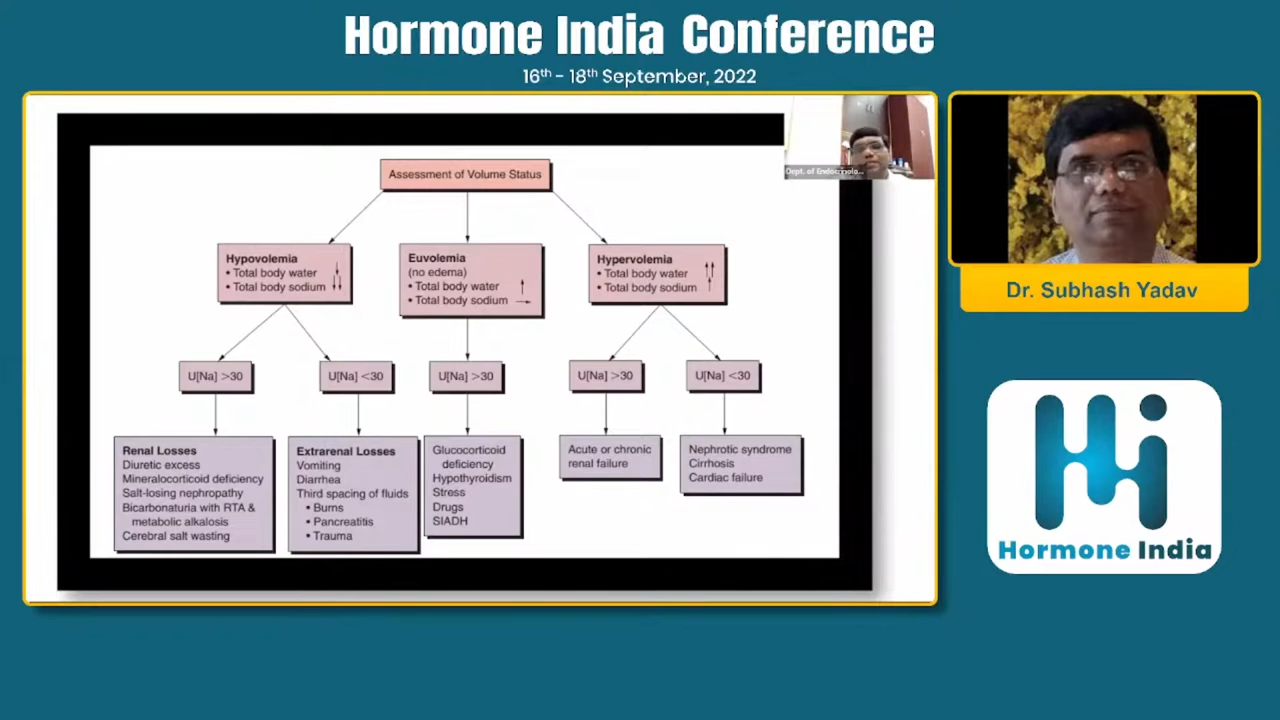 Hormone India Conference
16th - 18th September, 2022
Dept. of Endocrinolo...
Assessment of Volume Status
Hypovolemia
• Total body water ↓
• Total body sodium ↓↓
Euvolemia
(no edema)
• Total body water ↑
• Total body sodium →
Hypervolemia
• Total body water ↑↑
• Total body sodium ↑
U[Na] >30
U[Na] <30
U[Na] >30
U[Na] >30
U[Na] <30
Renal Losses
Diuretic excess
Mineralocorticoid deficiency
Salt-losing nephropathy
Bicarbonaturia with RTA &
metabolic alkalosis
Cerebral salt wasting
Extrarenal Losses
Vomiting
Diarrhea
Third spacing of fluids
• Burns
• Pancreatitis
• Trauma
Glucocorticoid
deficiency
Hypothyroidism
Stress
Drugs
SIADH
Acute or chronic
renal failure
Nephrotic syndrome
Cirrhosis
Cardiac failure
Dr. Subhash Yadav
Hormone India